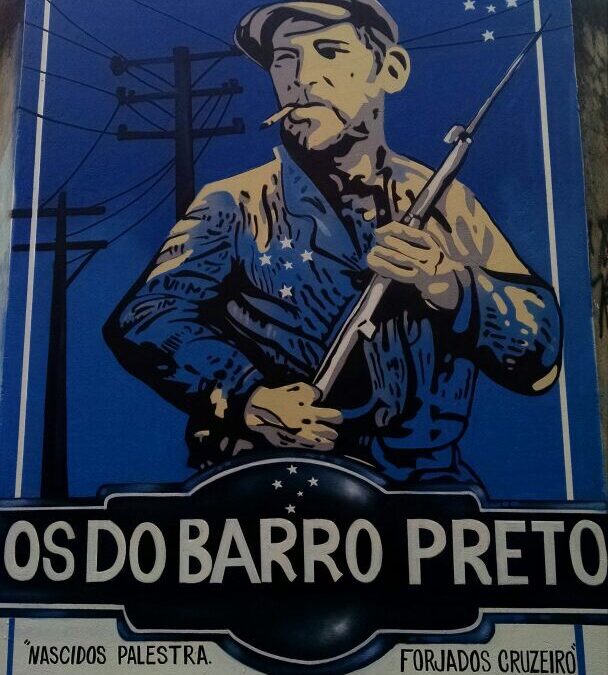 OS DO BARRO PRETO
"NASCIDOS PALESTRA. FORJADOS CRUZEIRO"